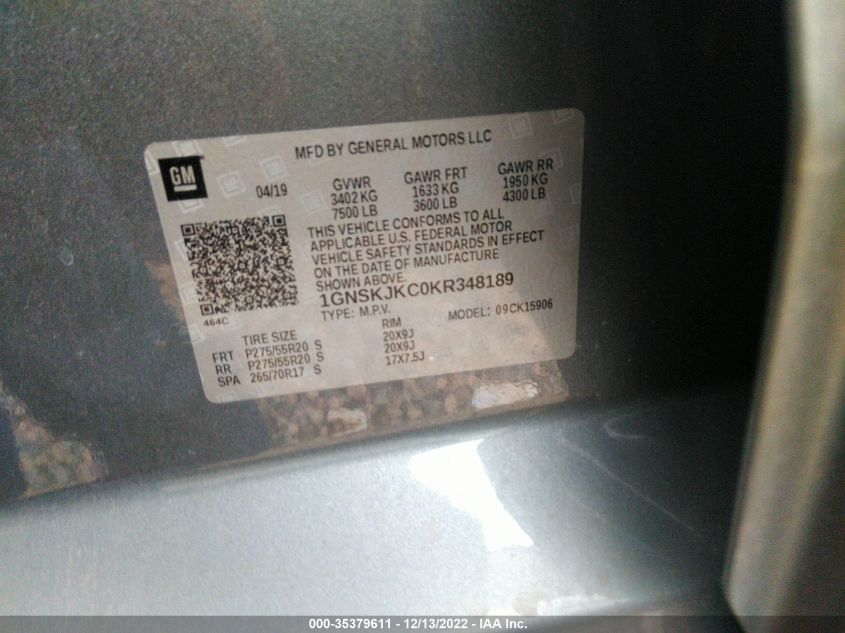 MFD BY GENERAL MOTORS LLC
GM
04/19
GVWR GAWR FRT GAWR RR
3402 KG 1633 KG 1950 KG
7500 LB 3600 LB 4300 LB
THIS VEHICLE CONFORMS TO ALL
APPLICABLE U.S. FEDERAL MOTOR
VEHICLE SAFETY STANDARDS IN EFFECT
ON THE DATE OF MANUFACTURE
SHOWN ABOVE.
1GNSKJKC0KR348189
464C
TYPE: M.P.V. MODEL: 09CK15906
TIRE SIZE RIM
FRT P275/55R20 S 20X9J
RR P275/55R20 S 20X9J
SPA 265/70R17 S 17X7.5J
000-35379611 - 12/13/2022 - IAA Inc.